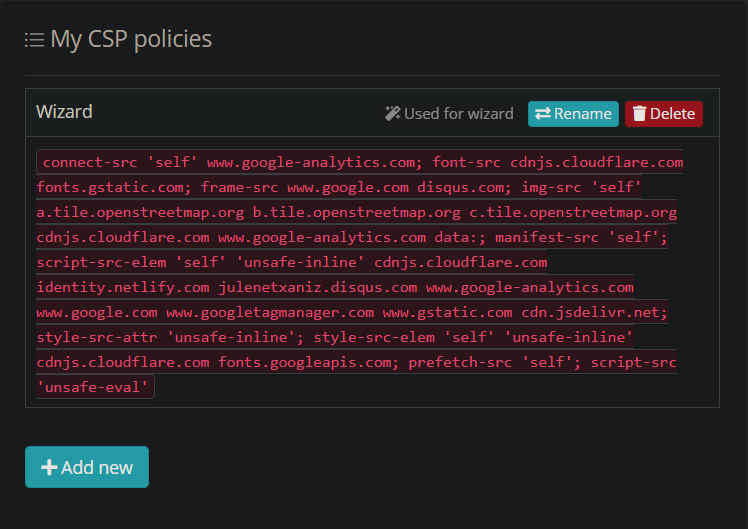 My CSP policies
Wizard
Used for wizard
Rename
Delete
connect-src 'self' www.google-analytics.com; font-src cdnjs.cloudflare.com
fonts.gstatic.com; frame-src www.google.com disqus.com; img-src 'self'
a.tile.openstreetmap.org b.tile.openstreetmap.org c.tile.openstreetmap.org
cdnjs.cloudflare.com www.google-analytics.com data:; manifest-src 'self';
script-src-elem 'self' 'unsafe-inline' cdnjs.cloudflare.com
identity.netlify.com julenetxaniz.disqus.com www.google-analytics.com
www.google.com www.googletagmanager.com www.gstatic.com cdn.jsdelivr.net;
style-src-attr 'unsafe-inline'; style-src-elem 'self' 'unsafe-inline'
cdnjs.cloudflare.com fonts.googleapis.com; prefetch-src 'self'; script-src
'unsafe-eval'
Add new